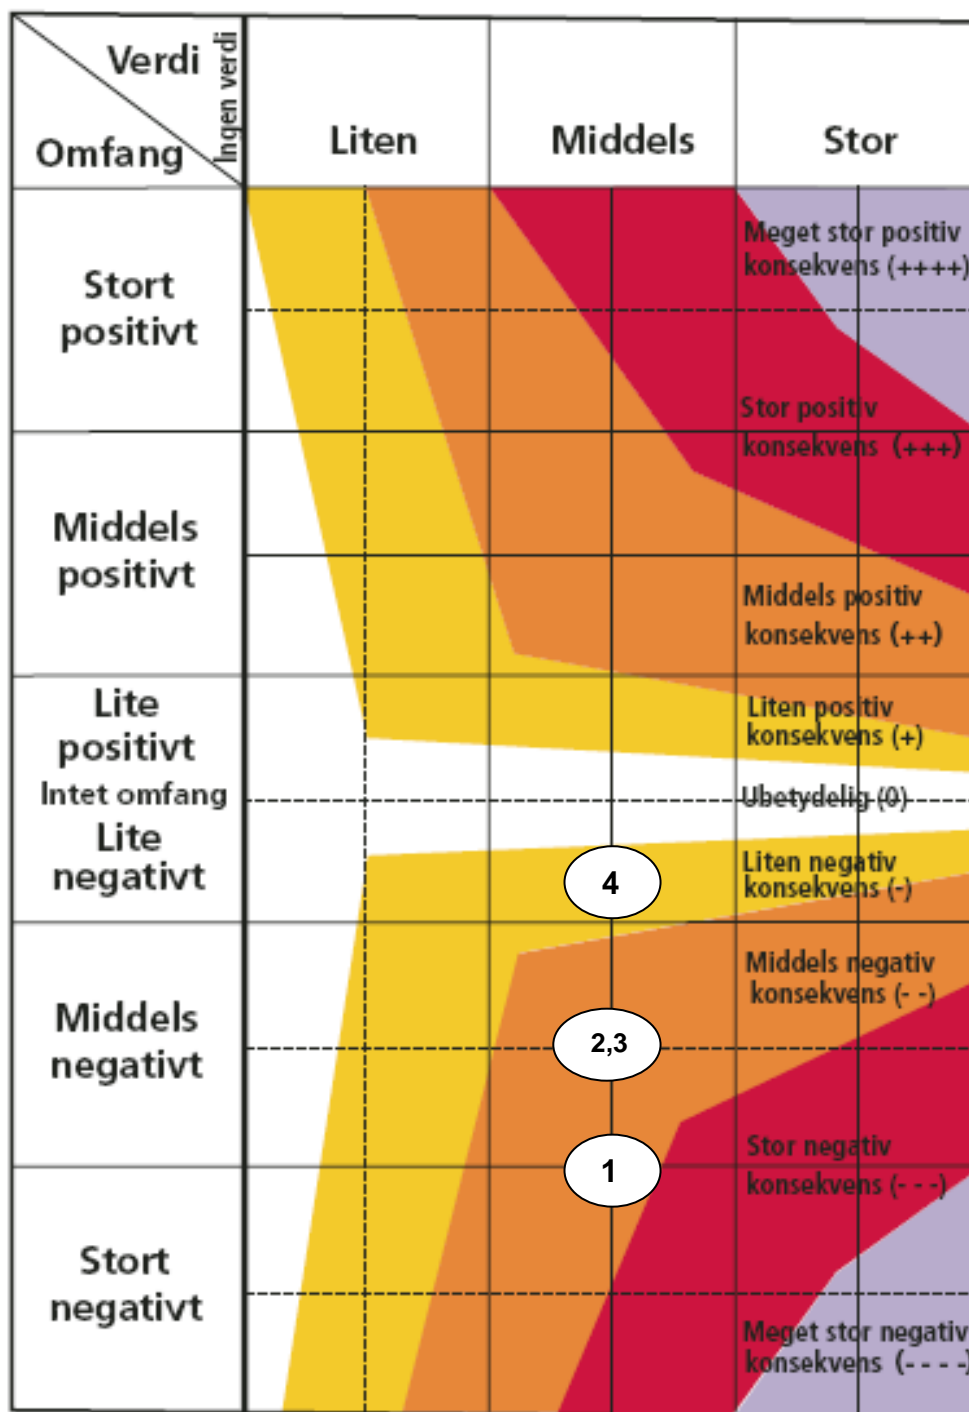 Verdi
Omfang
Ingen verdi
Liten
Middels
Stor
Stort
positivt
Meget stor positiv
konsekvens (++++)
Stor positiv
konsekvens (+++)
Middels
positivt
Middels positiv
konsekvens (++)
Lite
positivt
Liten positiv
konsekvens (+)
Intet omfang
Ubetydelig (0)
Lite
negativt
4
Liten negativ
konsekvens (-)
Middels
negativt
2,3
Middels negativ
konsekvens (- -)
1
Stor negativ
konsekvens (- - -)
Stort
negativt
Meget stor negativ
konsekvens (- - - -)